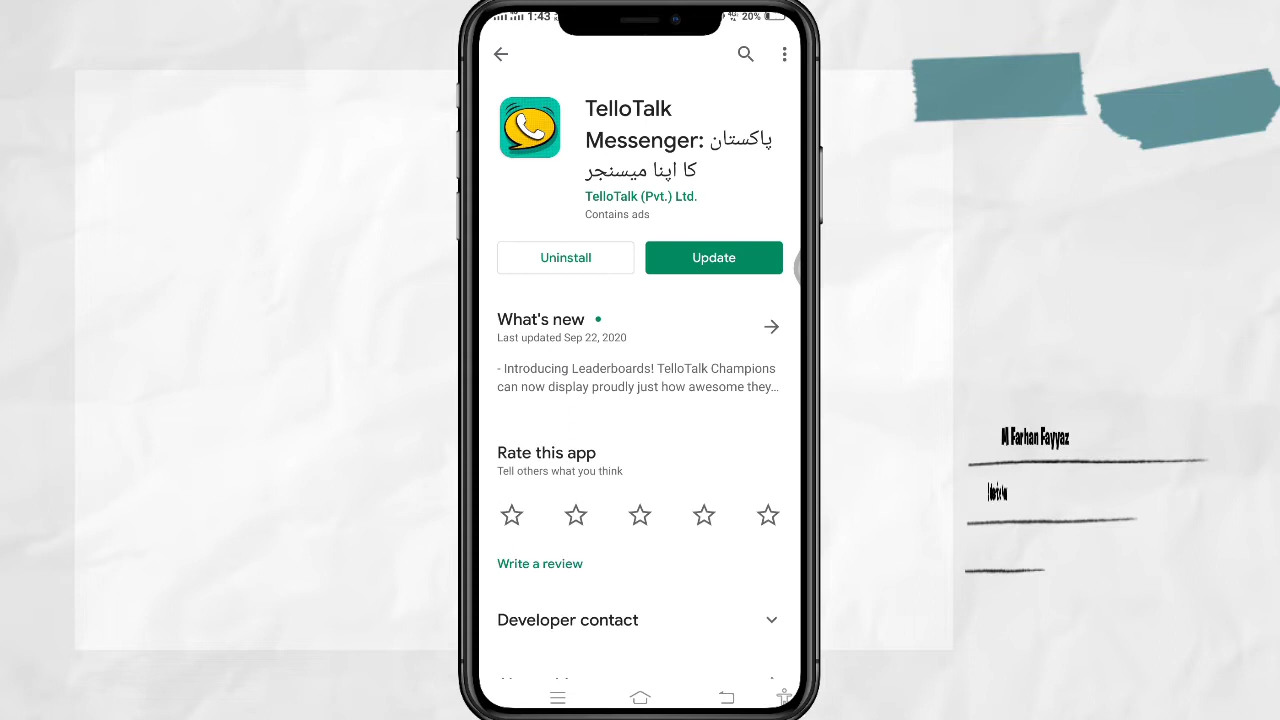 1:43
20%
TelloTalk
Messenger: پاکستان
کا اپنا میسنجر
TelloTalk (Pvt.) Ltd.
Contains ads
Uninstall
Update
What's new
Last updated Sep 22, 2020
- Introducing Leaderboards! TelloTalk Champions
can now display proudly just how awesome they...
Rate this app
Tell others what you think
Write a review
Developer contact
M Farhan Fayyaz